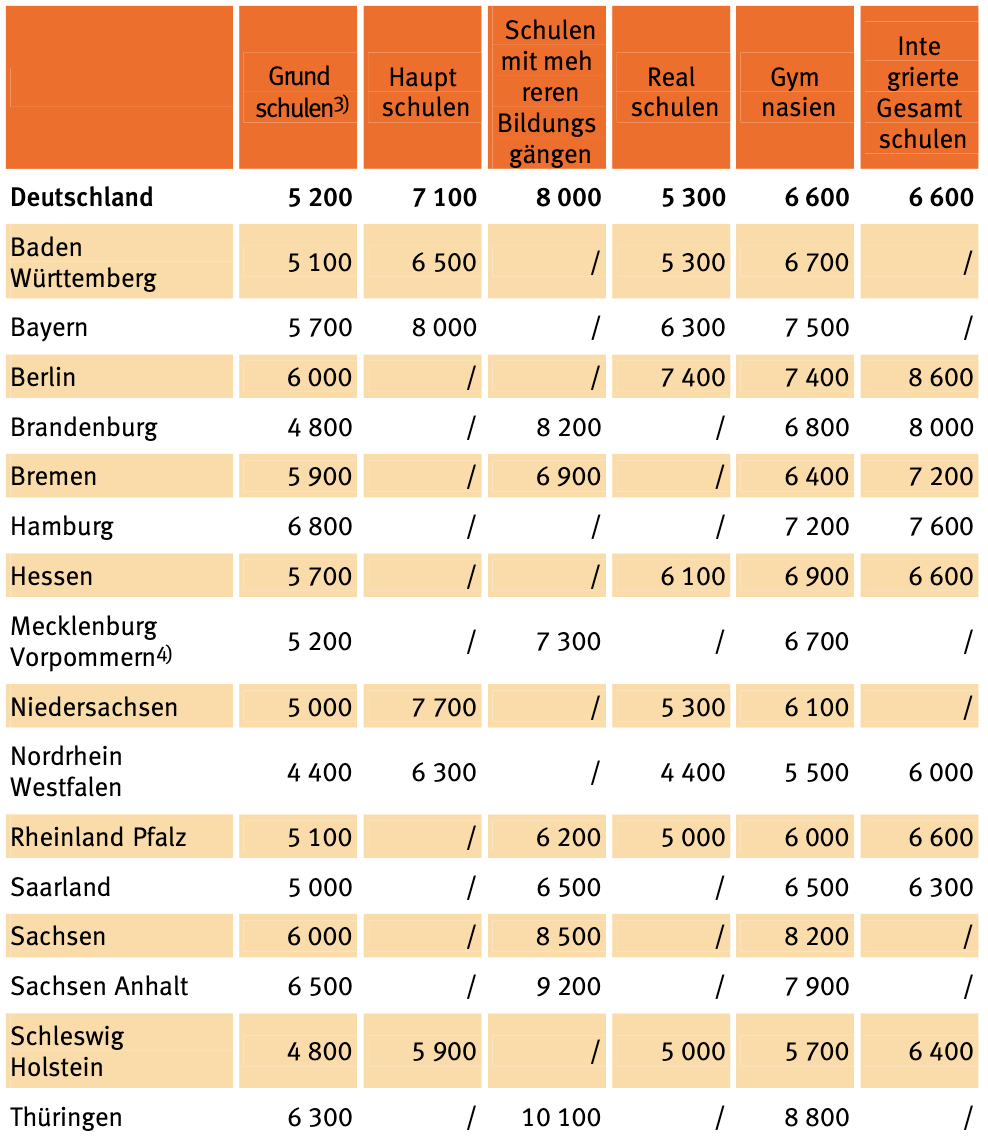 Grund
schulen3)
Haupt
schulen
Schulen
mit meh
reren
Bildungs
gängen
Real
schulen
Gym
nasien
Inte
grierte
Gesamt
schulen
Deutschland 5 200 7 100 8 000 5 300 6 600 6 600
Baden
Württemberg 5 100 6 500 / 5 300 6 700 /
Bayern 5 700 8 000 / 6 300 7 500 /
Berlin 6 000 / / 7 400 7 400 8 600
Brandenburg 4 800 / 8 200 / 6 800 8 000
Bremen 5 900 / 6 900 / 6 400 7 200
Hamburg 6 800 / / / 7 200 7 600
Hessen 5 700 / / 6 100 6 900 6 600
Mecklenburg
Vorpommern4) 5 200 / 7 300 / 6 700 /
Niedersachsen 5 000 7 700 / 5 300 6 100 /
Nordrhein
Westfalen 4 400 6 300 / 4 400 5 500 6 000
Rheinland Pfalz 5 100 / 6 200 5 000 6 000 6 600
Saarland 5 000 / 6 500 / 6 500 6 300
Sachsen 6 000 / 8 500 / 8 200 /
Sachsen Anhalt 6 500 / 9 200 / 7 900 /
Schleswig
Holstein 4 800 5 900 / 5 000 5 700 6 400
Thüringen 6 300 / 10 100 / 8 800